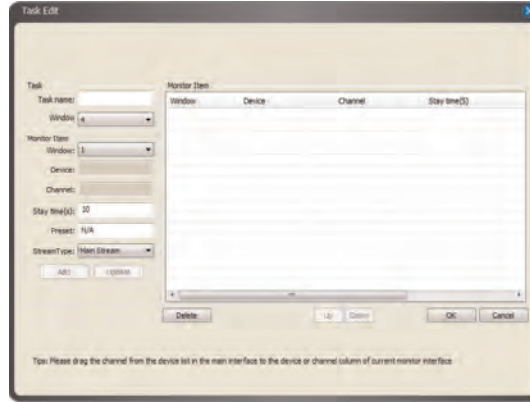 Task Edit
Task
Task name:
Window 4
Monitor Item
Window: 1
Device:
Channel:
Stay time(s): 30
Preset: N/A
StreamType: Main Stream
Add Update
Monitor Item
Window Device Channel Stay time(S)
Delete Up Down OK Cancel
Tips: Please drag the channel from the device list in the main interface to the device or channel column of current monitor interface